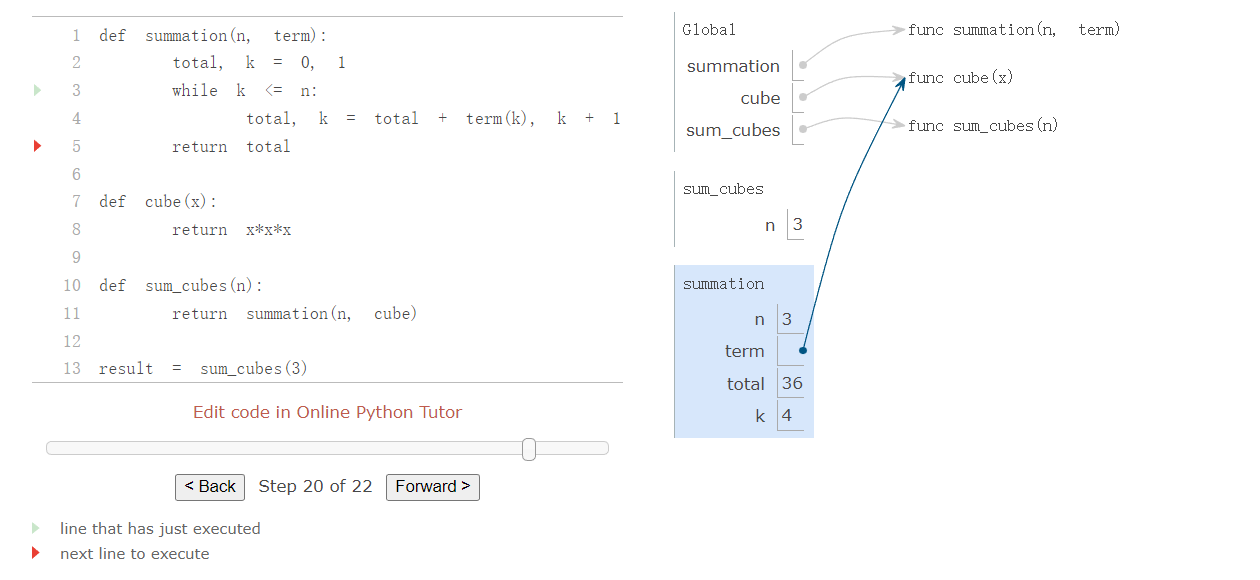 1 def summation(n, term):
2 total, k = 0, 1
3 while k <= n:
4 total, k = total + term(k), k + 1
5 return total
6
7 def cube(x):
8 return x*x*x
9
10 def sum_cubes(n):
11 return summation(n, cube)
12
13 result = sum_cubes(3)
Edit code in Online Python Tutor
< Back Step 20 of 22 Forward >
line that has just executed
next line to execute
Global
summation
cube
sum_cubes
func summation(n, term)
func cube(x)
func sum_cubes(n)
sum_cubes
n 3
summation
n 3
term
total 36
k 4